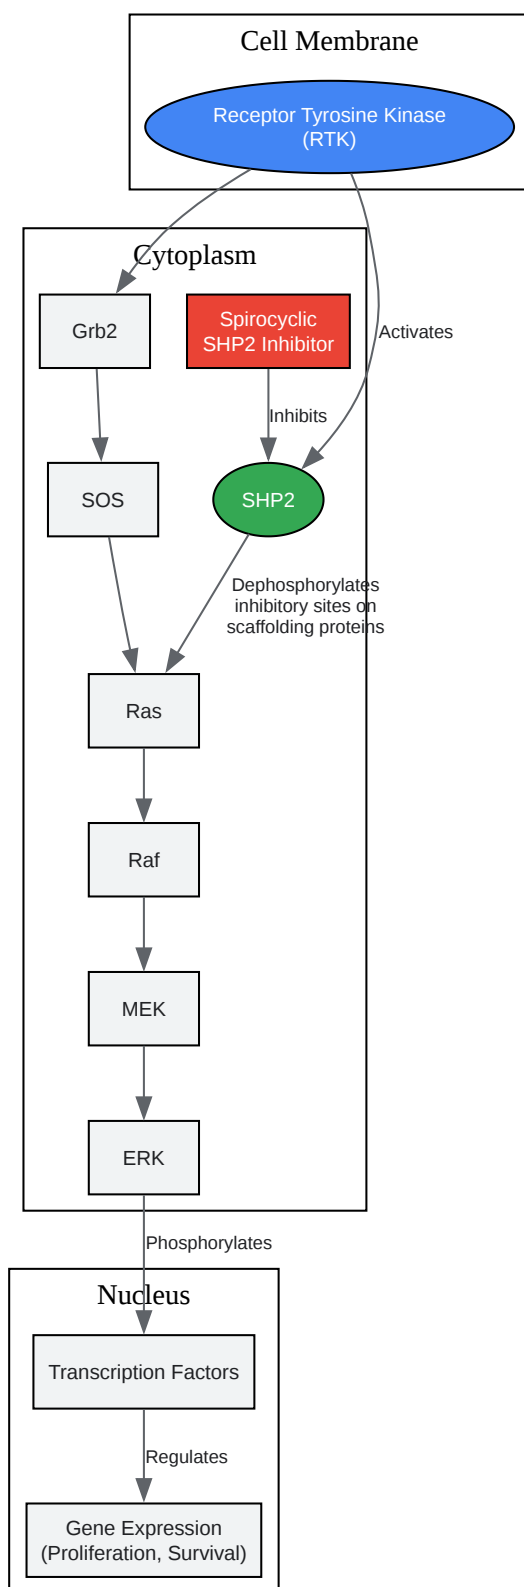 Cell Membrane
Receptor Tyrosine Kinase
(RTK)
Cytoplasm
Grb2
Spirocyclic
SHP2 Inhibitor
Activates
Inhibits
SOS
SHP2
Dephosphorylates
inhibitory sites on
scaffolding proteins
Ras
Raf
MEK
ERK
Phosphorylates
Nucleus
Transcription Factors
Regulates
Gene Expression
(Proliferation, Survival)